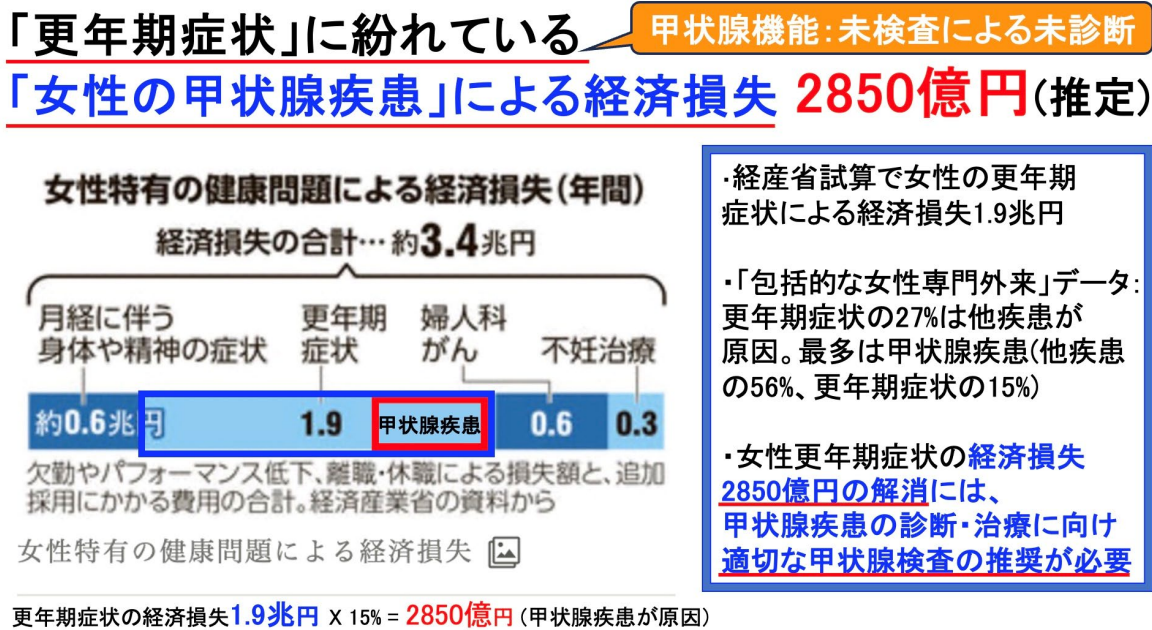 「更年期症状」に紛れている
甲状腺機能：未検査による未診断
「女性の甲状腺疾患」による経済損失 2850億円(推定)
女性特有の健康問題による経済損失(年間)
経済損失の合計…約3.4兆円
月経に伴う
身体や精神の症状
更年期
症状
婦人科
がん
不妊治療
約0.6兆円
1.9
甲状腺疾患
0.6
0.3
欠勤やパフォーマンス低下、離職・休職による損失額と、追加
採用にかかる費用の合計。経済産業省の資料から
女性特有の健康問題による経済損失
更年期症状の経済損失1.9兆円 X 15% = 2850億円 (甲状腺疾患が原因)
・経産省試算で女性の更年期
症状による経済損失1.9兆円
・「包括的な女性専門外来」データ：
更年期症状の27%は他疾患が
原因。最多は甲状腺疾患(他疾患
の56%、更年期症状の15%)
・女性更年期症状の経済損失
2850億円の解消には、
甲状腺疾患の診断・治療に向け
適切な甲状腺検査の推奨が必要